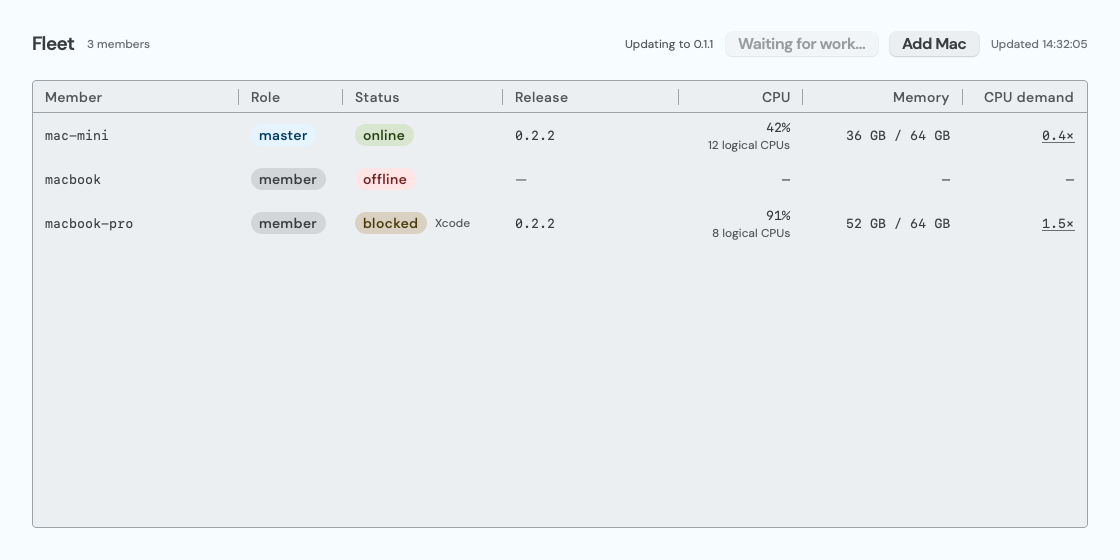 Fleet 3 members Updating to 0.1.1 Waiting for work... Add Mac Updated 14:32:05
Member Role Status Release CPU Memory CPU demand
mac-mini master online 0.2.2 42% 12 logical CPUs 36 GB / 64 GB 0.4×
macbook member offline — — — —
macbook-pro member blocked Xcode 0.2.2 91% 8 logical CPUs 52 GB / 64 GB 1.5×